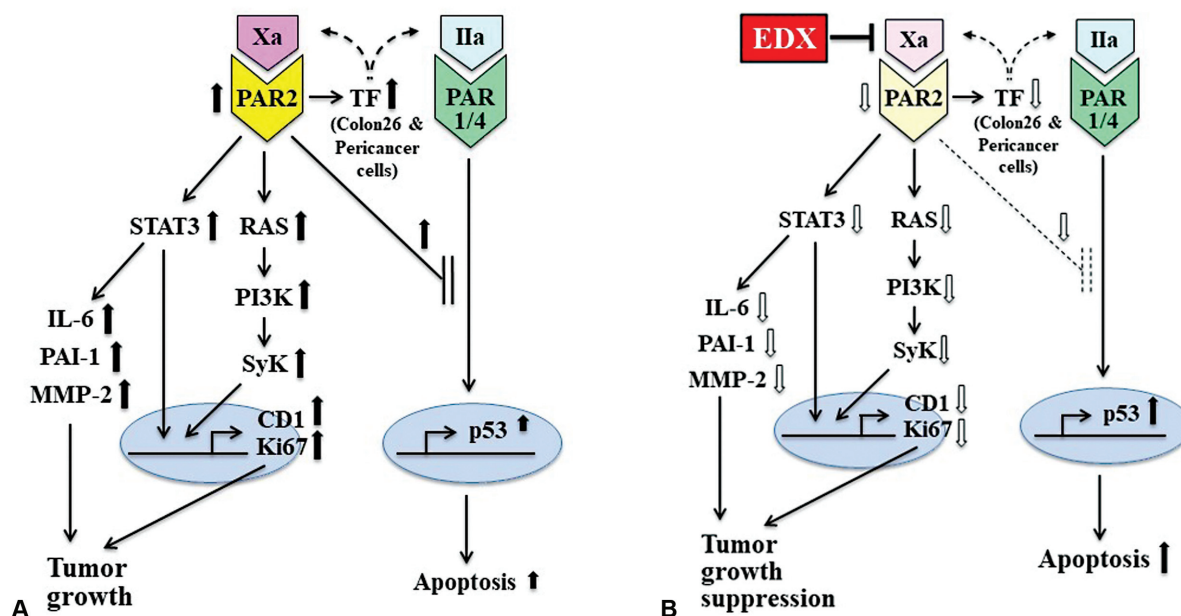 Xa
IIa
PAR2
TF
PAR
1/4
(Colon26 &
Pericancer
cells)
STAT3
RAS
PI3K
IL-6
PAI-1
SyK
MMP-2
CD1
Ki67
p53
Tumor
growth
Apoptosis
A
EDX
Xa
IIa
PAR2
TF
PAR
1/4
(Colon26 &
Pericancer
cells)
STAT3
RAS
PI3K
IL-6
PAI-1
SyK
MMP-2
CD1
Ki67
p53
Tumor
growth
suppression
Apoptosis
B